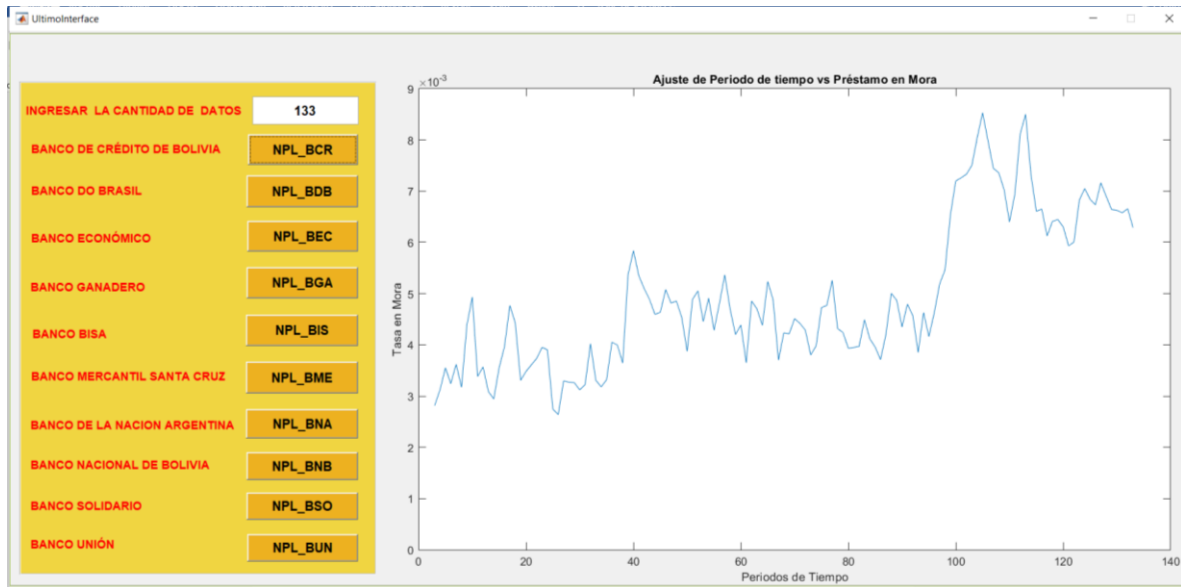 UltimoInterface
INGRESAR LA CANTIDAD DE DATOS 133
BANCO DE CRÉDITO DE BOLIVIA NPL_BCR
BANCO DO BRASIL NPL_BDB
BANCO ECONÓMICO NPL_BEC
BANCO GANADERO NPL_BGA
BANCO BISA NPL_BIS
BANCO MERCANTIL SANTA CRUZ NPL_BME
BANCO DE LA NACION ARGENTINA NPL_BNA
BANCO NACIONAL DE BOLIVIA NPL_BNB
BANCO SOLIDARIO NPL_BSO
BANCO UNIÓN NPL_BUN
Ajuste de Periodo de tiempo vs Préstamo en Mora
×10⁻³
9
8
7
6
5
4
3
2
1
0
Tasa en Mora
0 20 40 60 80 100 120 140
Periodos de Tiempo